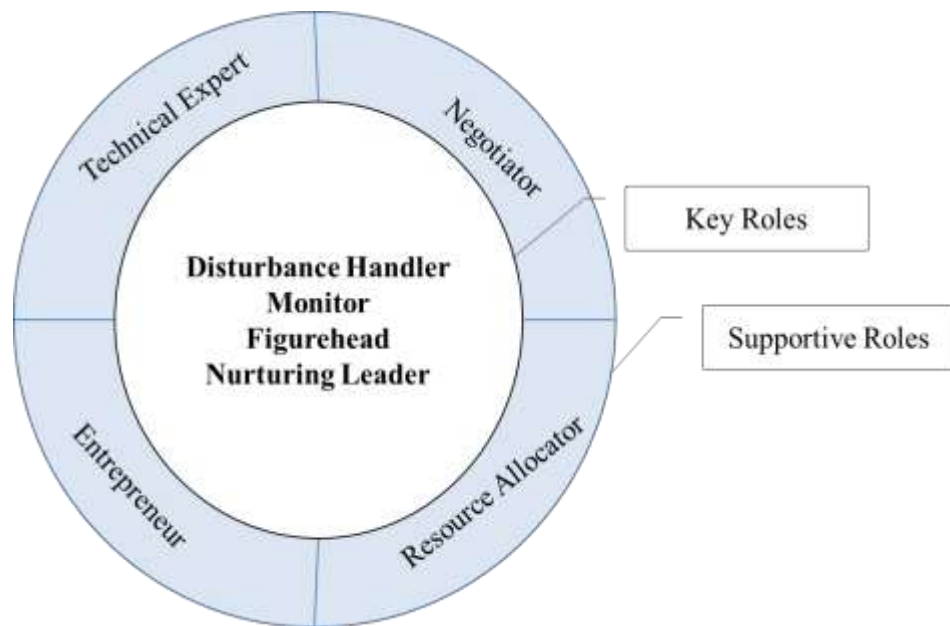 Technical Expert
Negotiator
Key Roles
Disturbance Handler
Monitor
Figurehead
Nurturing Leader
Supportive Roles
Entrepreneur
Resource Allocator